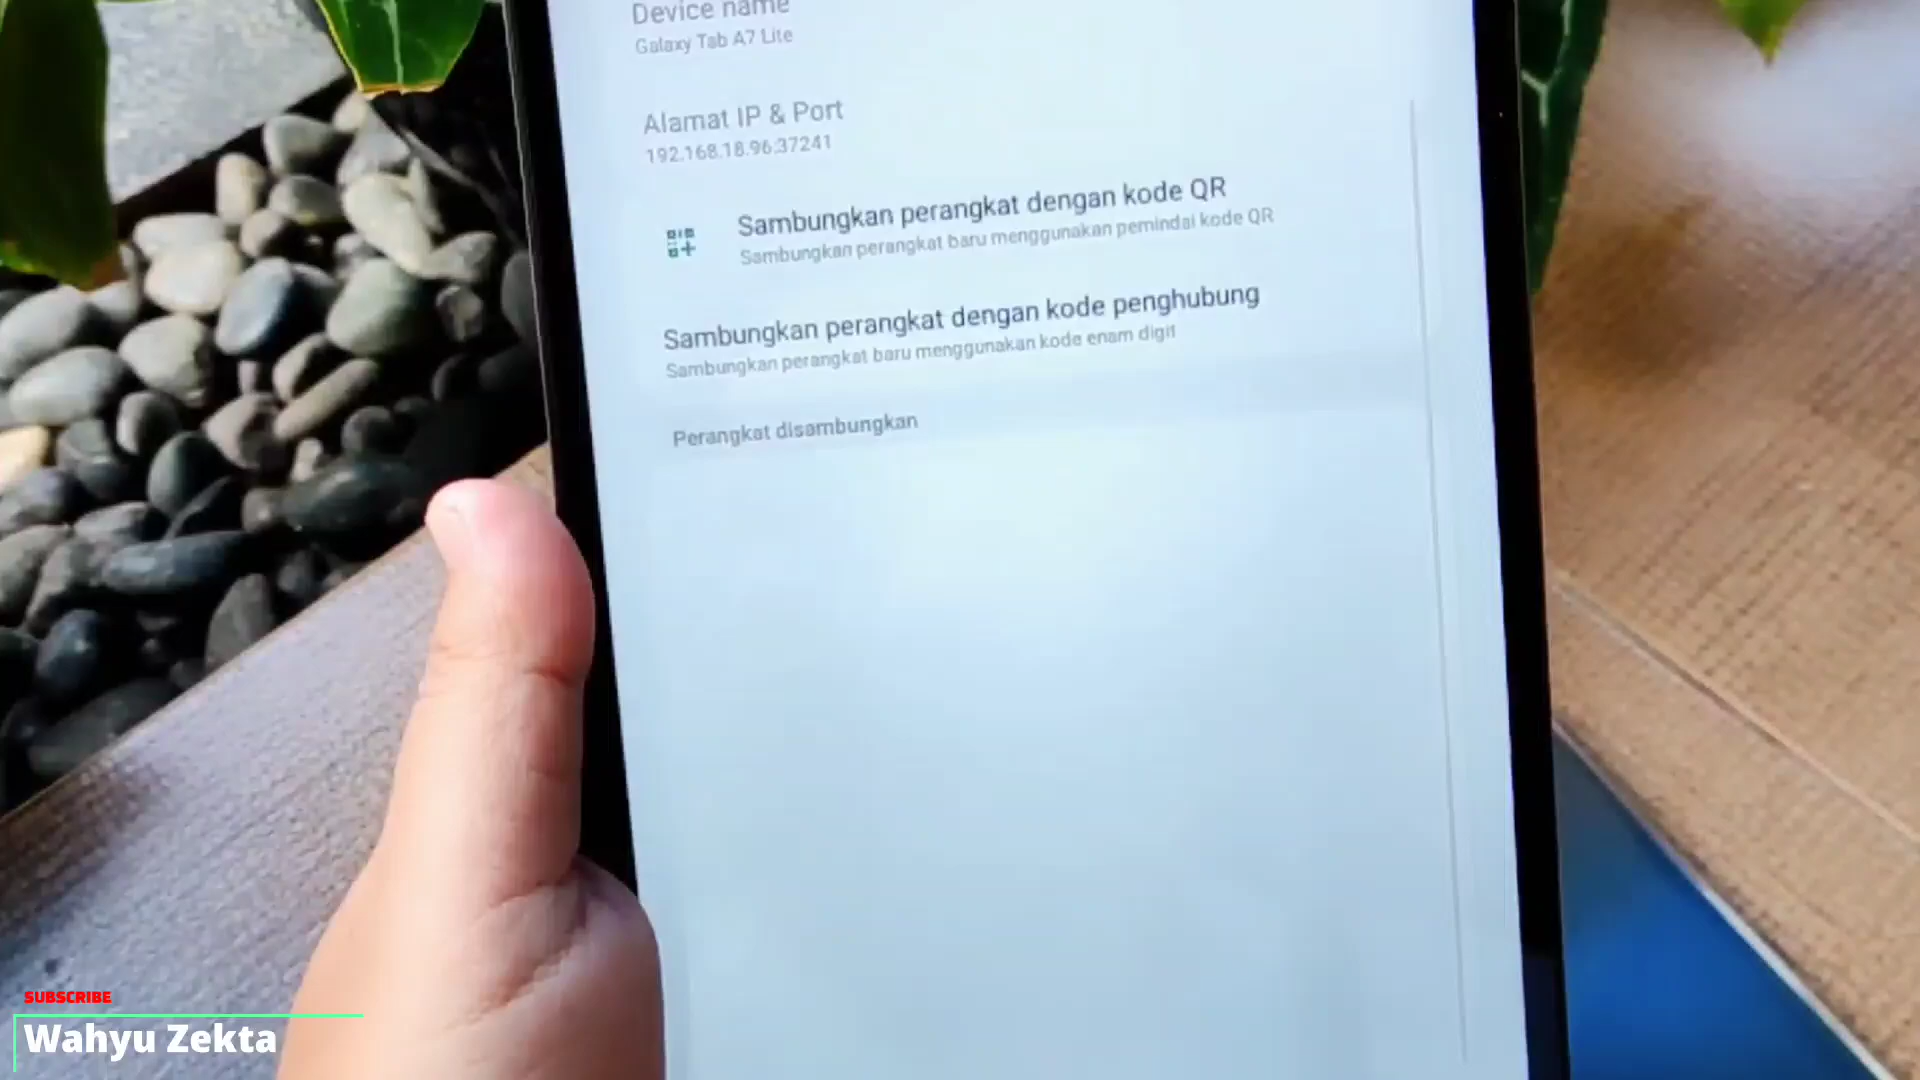 Device name
Galaxy Tab A7 Lite
Alamat IP & Port
192.168.18.96:37241
Sambungkan perangkat dengan kode QR
Sambungkan perangkat baru menggunakan pemindai kode QR
Sambungkan perangkat dengan kode penghubung
Sambungkan perangkat baru menggunakan kode enam digit
Perangkat disambungkan
SUBSCRIBE
Wahyu Zekta